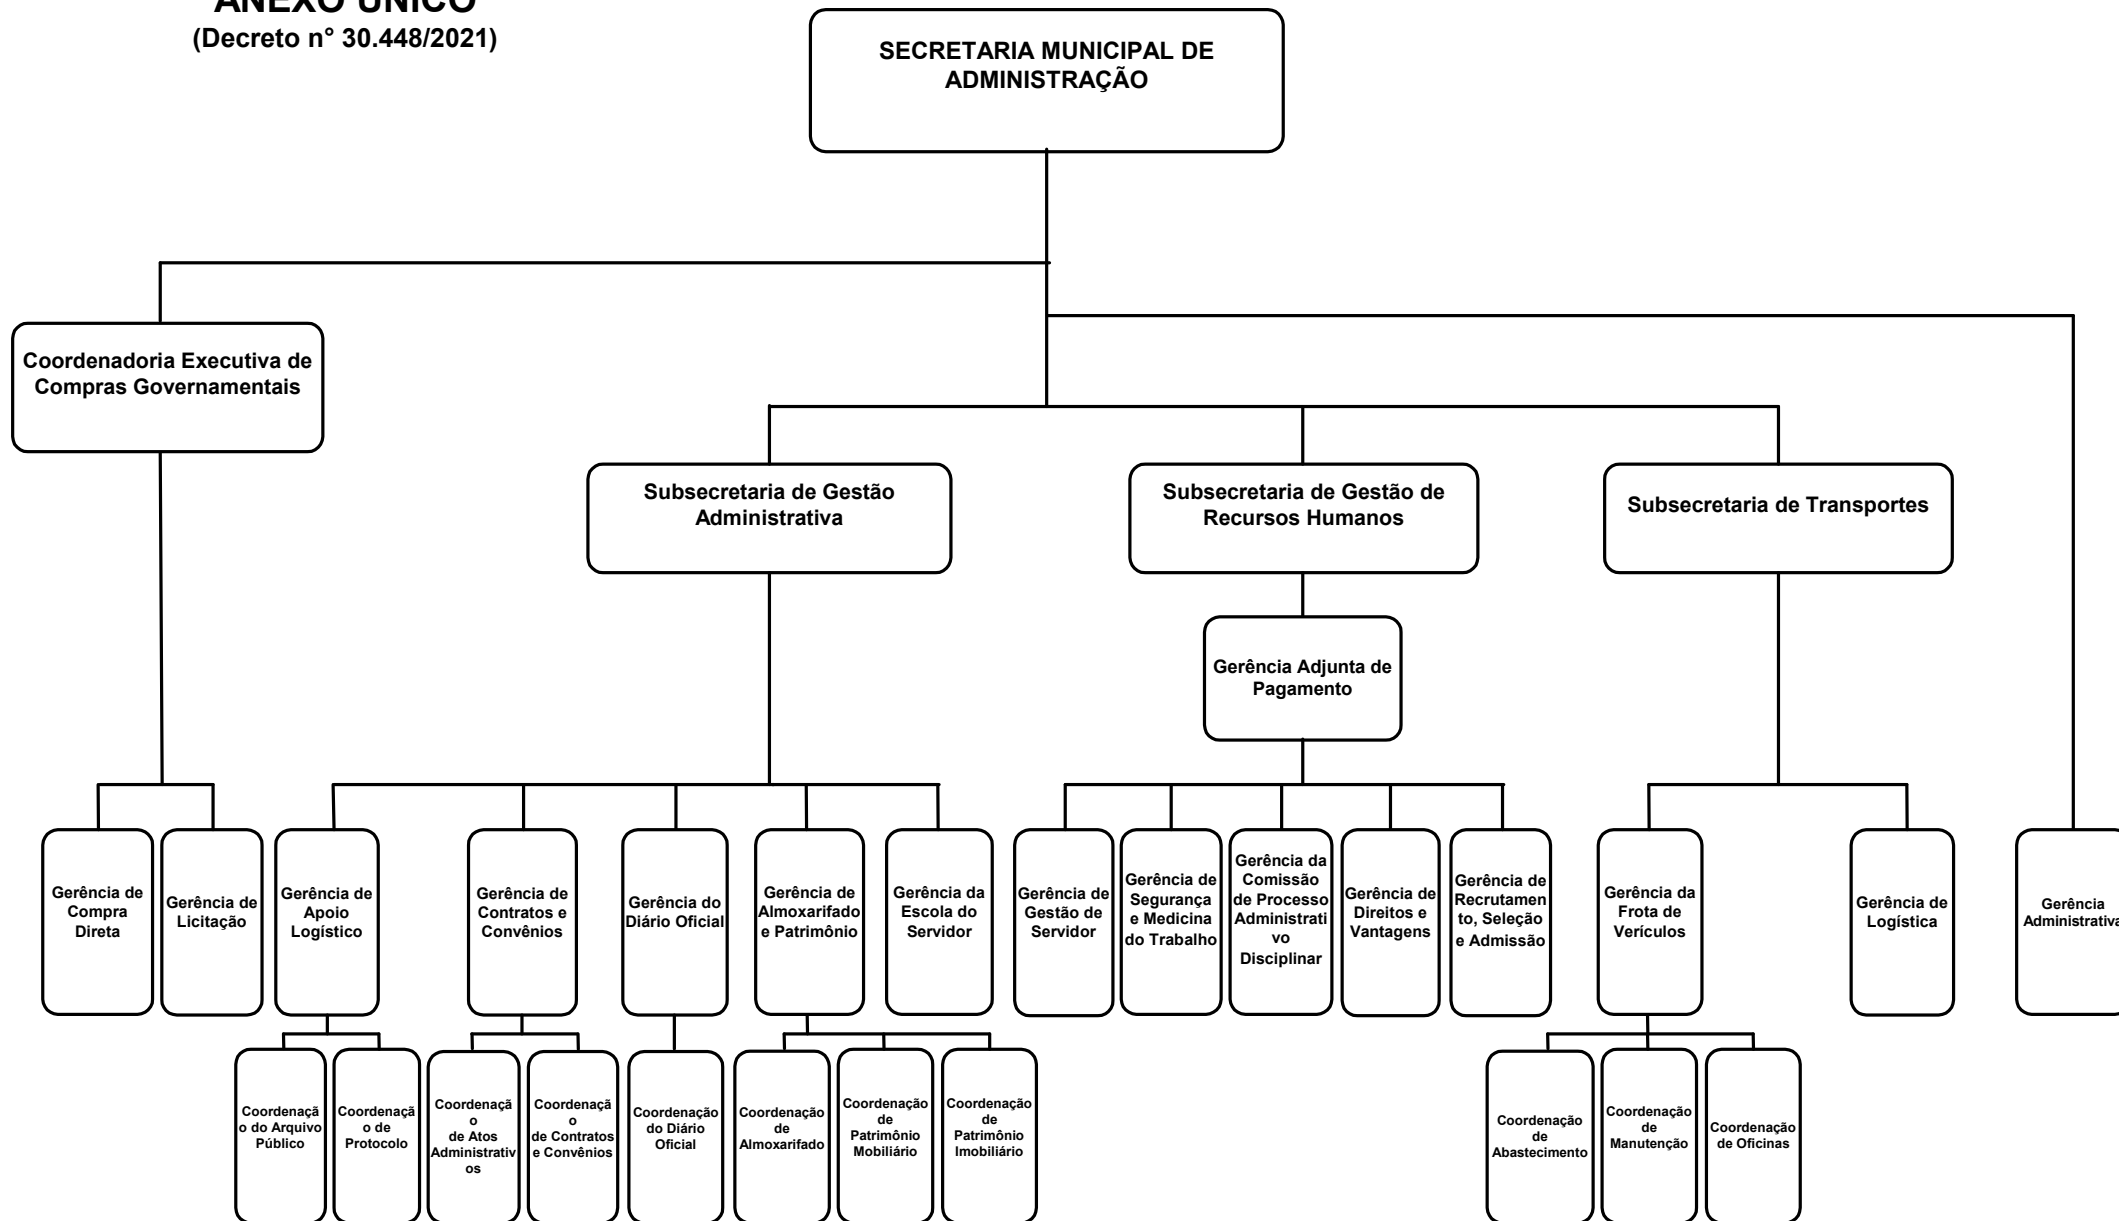 ANEXO ÚNICO
(Decreto n° 30.448/2021)
SECRETARIA MUNICIPAL DE
ADMINISTRAÇÃO
Coordenadoria Executiva de
Compras Governamentais
Subsecretaria de Gestão
Administrativa
Subsecretaria de Gestão de
Recursos Humanos
Subsecretaria de Transportes
Gerência Adjunta de
Pagamento
Gerência de
Compra
Direta
Gerência de
Licitação
Gerência de
Apoio
Logístico
Gerência de
Contratos e
Convênios
Gerência do
Diário Oficial
Gerência de
Almoxarifado
e Patrimônio
Gerência da
Escola do
Servidor
Gerência de
Gestão de
Servidor
Gerência de
Segurança
e Medicina
do Trabalho
Gerência da
Comissão
de Processo
Administrati
vo
Disciplinar
Gerência de
Direitos e
Vantagens
Gerência de
Recrutamen
to, Seleção
e Admissão
Gerência da
Frota de
Verículos
Gerência de
Logística
Gerência
Administrativa
Coordenaçã
o do Arquivo
Público
Coordenaçã
o de
Protocolo
Coordenaçã
o
de Atos
Administrativ
os
Coordenaçã
o
de Contratos
e Convênios
Coordenação
do Diário
Oficial
Coordenação
de
Almoxarifado
Coordenação
de
Patrimônio
Mobiliário
Coordenação
de
Patrimônio
Imobiliário
Coordenação
de
Abastecimento
Coordenação
de
Manutenção
Coordenação
de Oficinas